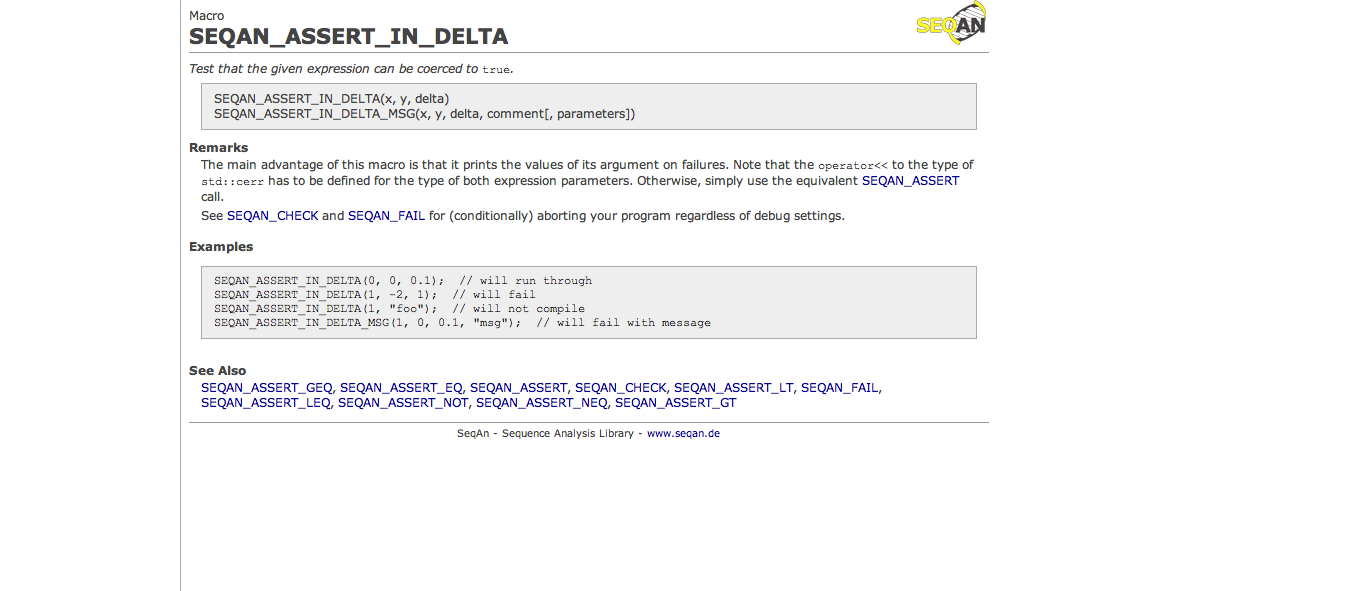 Macro
SEQAN
SEQAN_ASSERT_IN_DELTA
Test that the given expression can be coerced to true.
SEQAN_ASSERT_IN_DELTA(x, y, delta)
SEQAN_ASSERT_IN_DELTA_MSG(x, y, delta, comment[, parameters])
Remarks
The main advantage of this macro is that it prints the values of its argument on failures. Note that the operator<< to the type of
std::cerr has to be defined for the type of both expression parameters. Otherwise, simply use the equivalent SEQAN_ASSERT
call.
See SEQAN_CHECK and SEQAN_FAIL for (conditionally) aborting your program regardless of debug settings.
Examples
SEQAN_ASSERT_IN_DELTA(0, 0, 0.1);  // will run through
SEQAN_ASSERT_IN_DELTA(1, -2, 1);  // will fail
SEQAN_ASSERT_IN_DELTA(1, "foo");  // will not compile
SEQAN_ASSERT_IN_DELTA_MSG(1, 0, 0.1, "msg");  // will fail with message
See Also
SEQAN_ASSERT_GEQ, SEQAN_ASSERT_EQ, SEQAN_ASSERT, SEQAN_CHECK, SEQAN_ASSERT_LT, SEQAN_FAIL,
SEQAN_ASSERT_LEQ, SEQAN_ASSERT_NOT, SEQAN_ASSERT_NEQ, SEQAN_ASSERT_GT
SeqAn - Sequence Analysis Library - www.seqan.de